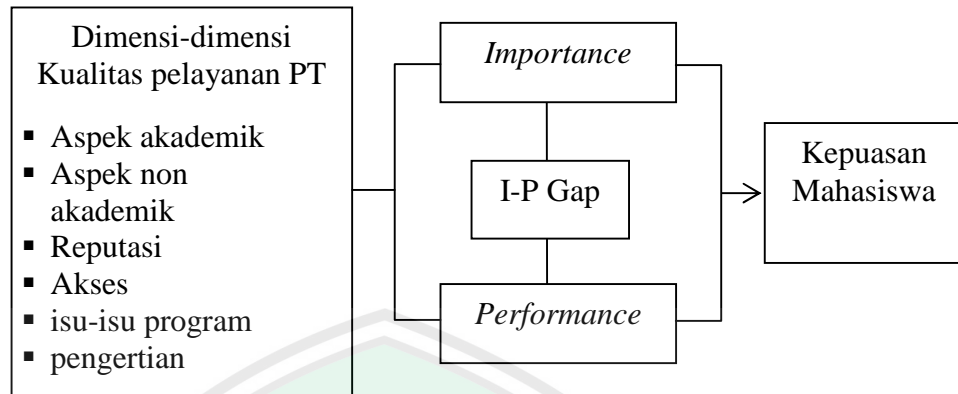 Dimensi-dimensi
Kualitas pelayanan PT
▪ Aspek akademik
▪ Aspek non
akademik
▪ Reputasi
▪ Akses
▪ isu-isu program
▪ pengertian
Importance
I-P Gap
Performance
Kepuasan
Mahasiswa